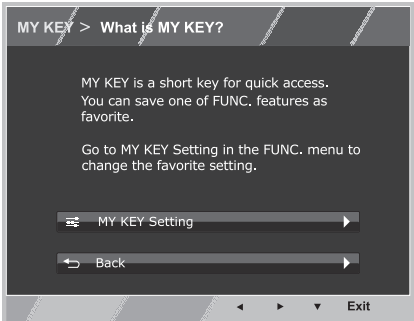 MY KEY > What is MY KEY?
MY KEY is a short key for quick access.
You can save one of FUNC. features as
favorite.
Go to MY KEY Setting in the FUNC. menu to
change the favorite setting.
MY KEY Setting
Back
Exit